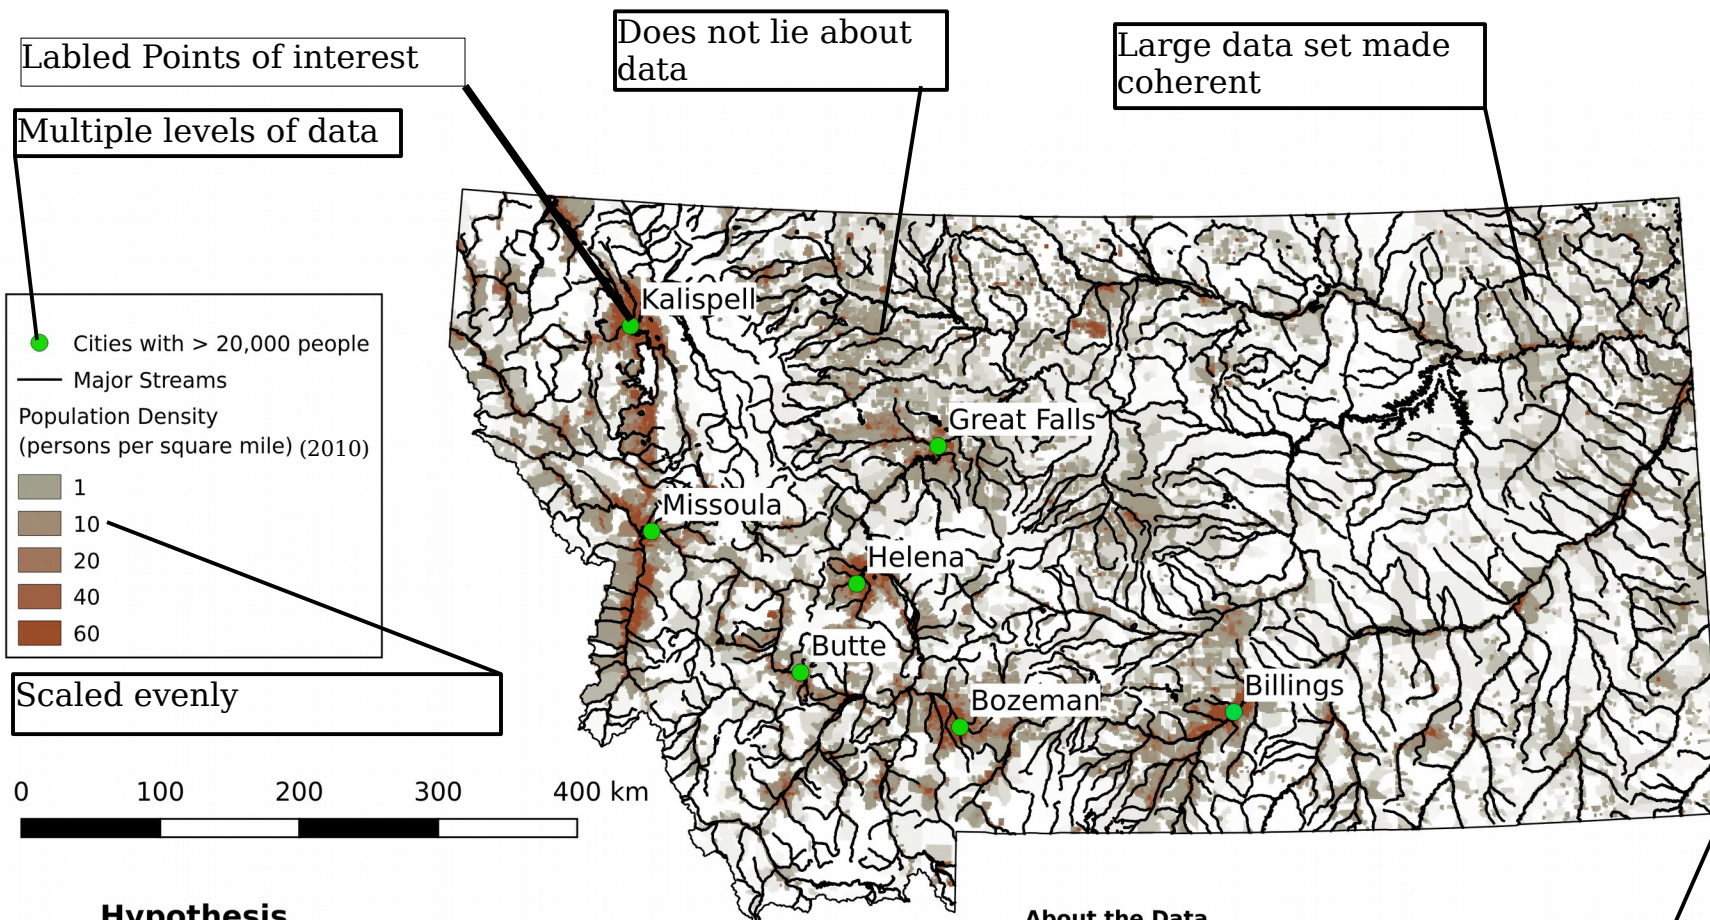 Labled Points of interest
Does not lie about
data
Large data set made
coherent
Multiple levels of data
Cities with > 20,000 people
Major Streams
Population Density
(persons per square mile) (2010)
1
10
20
40
60
Scaled evenly
0 100 200 300 400 km
Kalispell
Great Falls
Missoula
Helena
Butte
Bozeman
Billings
Hypothesis
About the Data